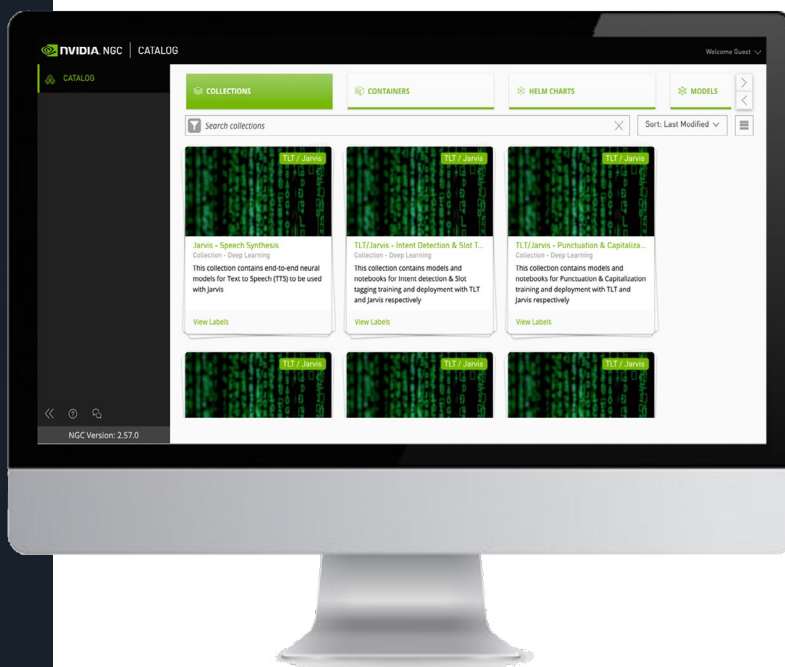 NVIDIA. NGC | CATALOG
Welcome Guest
CATALOG
COLLECTIONS
CONTAINERS
HELM CHARTS
MODELS
Search collections
Sort: Last Modified
TLT / Jarvis
TLT / Jarvis
TLT / Jarvis
Jarvis - Speech Synthesis
Collection - Deep Learning
This collection contains end-to-end neural
models for Text to Speech (TTS) to be used
with Jarvis
View Labels
TLT/Jarvis - Intent Detection & Slot T...
Collection - Deep Learning
This collection contains models and
notebooks for Intent detection & Slot
tagging training and deployment with TLT
and Jarvis respectively
View Labels
TLT/Jarvis - Punctuation & Capitaliza...
Collection - Deep Learning
This collection contains models and
notebooks for Punctuation & Capitalization
training and deployment with TLT and
Jarvis respectively
View Labels
TLT / Jarvis
TLT / Jarvis
TLT / Jarvis
NGC Version: 2.57.0